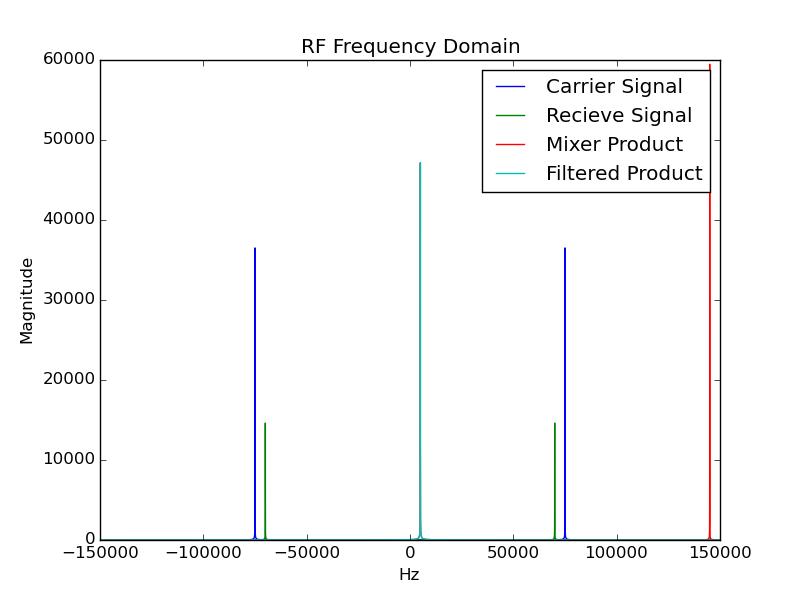 RF Frequency Domain
60000
50000
40000
30000
20000
10000
0
Magnitude
Carrier Signal
Recieve Signal
Mixer Product
Filtered Product
−150000 −100000 −50000 0 50000 100000 150000
Hz